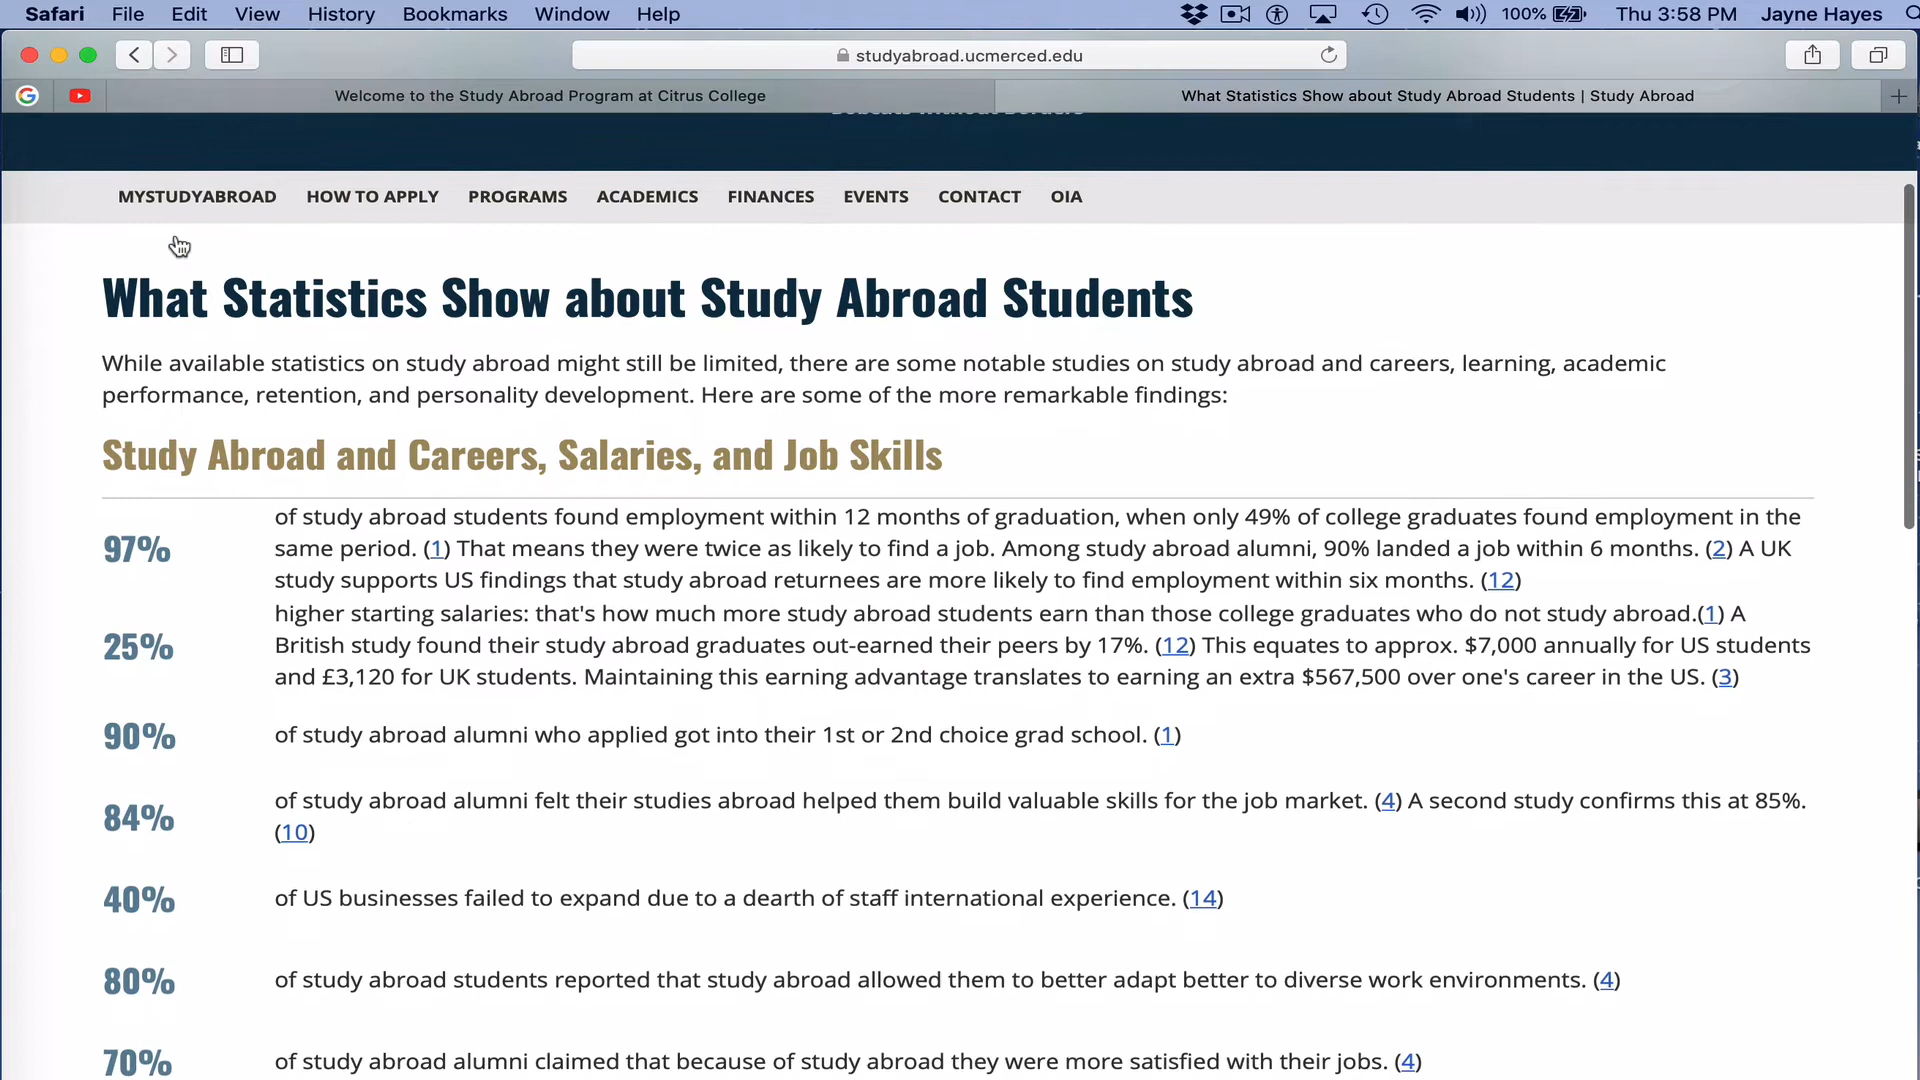 Safari File Edit View History Bookmarks Window Help 100% Thu 3:58 PM Jayne Hayes
studyabroad.ucmerced.edu
Welcome to the Study Abroad Program at Citrus College What Statistics Show about Study Abroad Students | Study Abroad
MYSTUDYABROAD HOW TO APPLY PROGRAMS ACADEMICS FINANCES EVENTS CONTACT OIA
What Statistics Show about Study Abroad Students
While available statistics on study abroad might still be limited, there are some notable studies on study abroad and careers, learning, academic
performance, retention, and personality development. Here are some of the more remarkable findings:
Study Abroad and Careers, Salaries, and Job Skills
97%
of study abroad students found employment within 12 months of graduation, when only 49% of college graduates found employment in the
same period. (1) That means they were twice as likely to find a job. Among study abroad alumni, 90% landed a job within 6 months. (2) A UK
study supports US findings that study abroad returnees are more likely to find employment within six months. (12)
25%
higher starting salaries: that's how much more study abroad students earn than those college graduates who do not study abroad.(1) A
British study found their study abroad graduates out-earned their peers by 17%. (12) This equates to approx. $7,000 annually for US students
and £3,120 for UK students. Maintaining this earning advantage translates to earning an extra $567,500 over one's career in the US. (3)
90% of study abroad alumni who applied got into their 1st or 2nd choice grad school. (1)
84%
of study abroad alumni felt their studies abroad helped them build valuable skills for the job market. (4) A second study confirms this at 85%.
(10)
40% of US businesses failed to expand due to a dearth of staff international experience. (14)
80% of study abroad students reported that study abroad allowed them to better adapt better to diverse work environments. (4)
70% of study abroad alumni claimed that because of study abroad they were more satisfied with their jobs. (4)